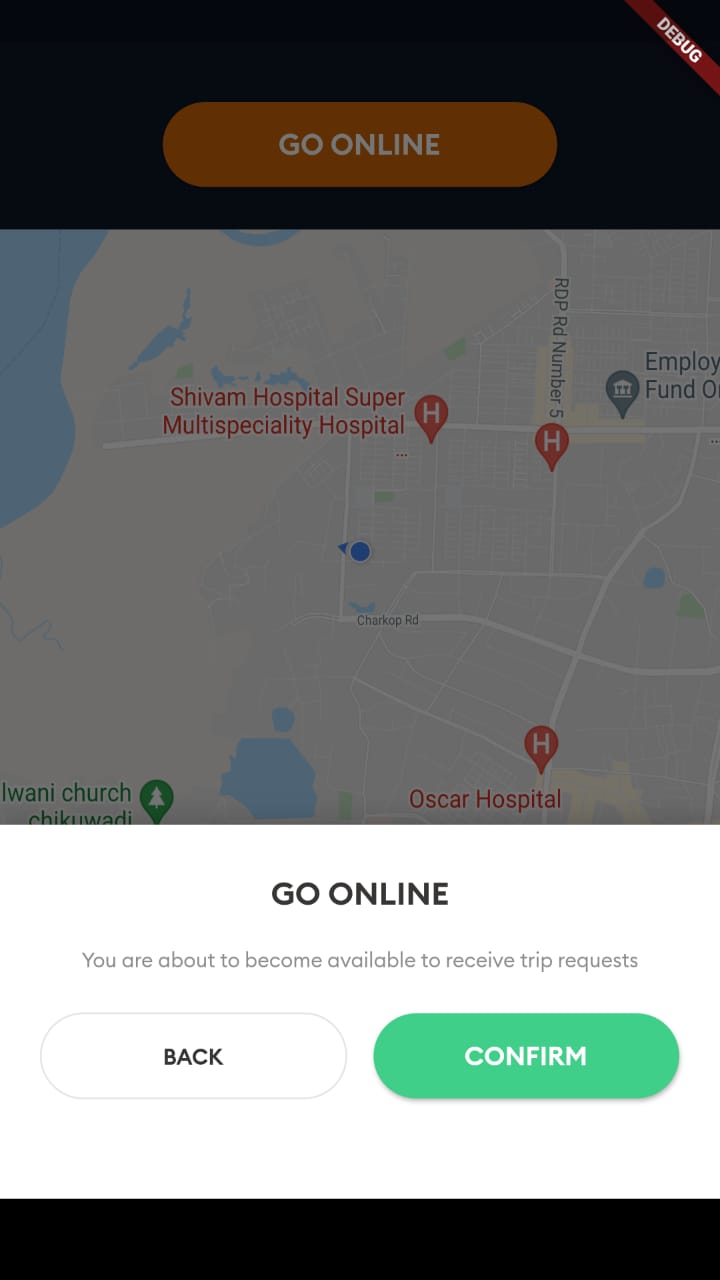 DEBUG
GO ONLINE
RDP Rd Number 5
Employ
Fund O
Shivam Hospital Super
Multispeciality Hospital
H
H
...
...
Charkop Rd
H
Oscar Hospital
lwani church
chikuwadi
GO ONLINE
You are about to become available to receive trip requests
BACK
CONFIRM